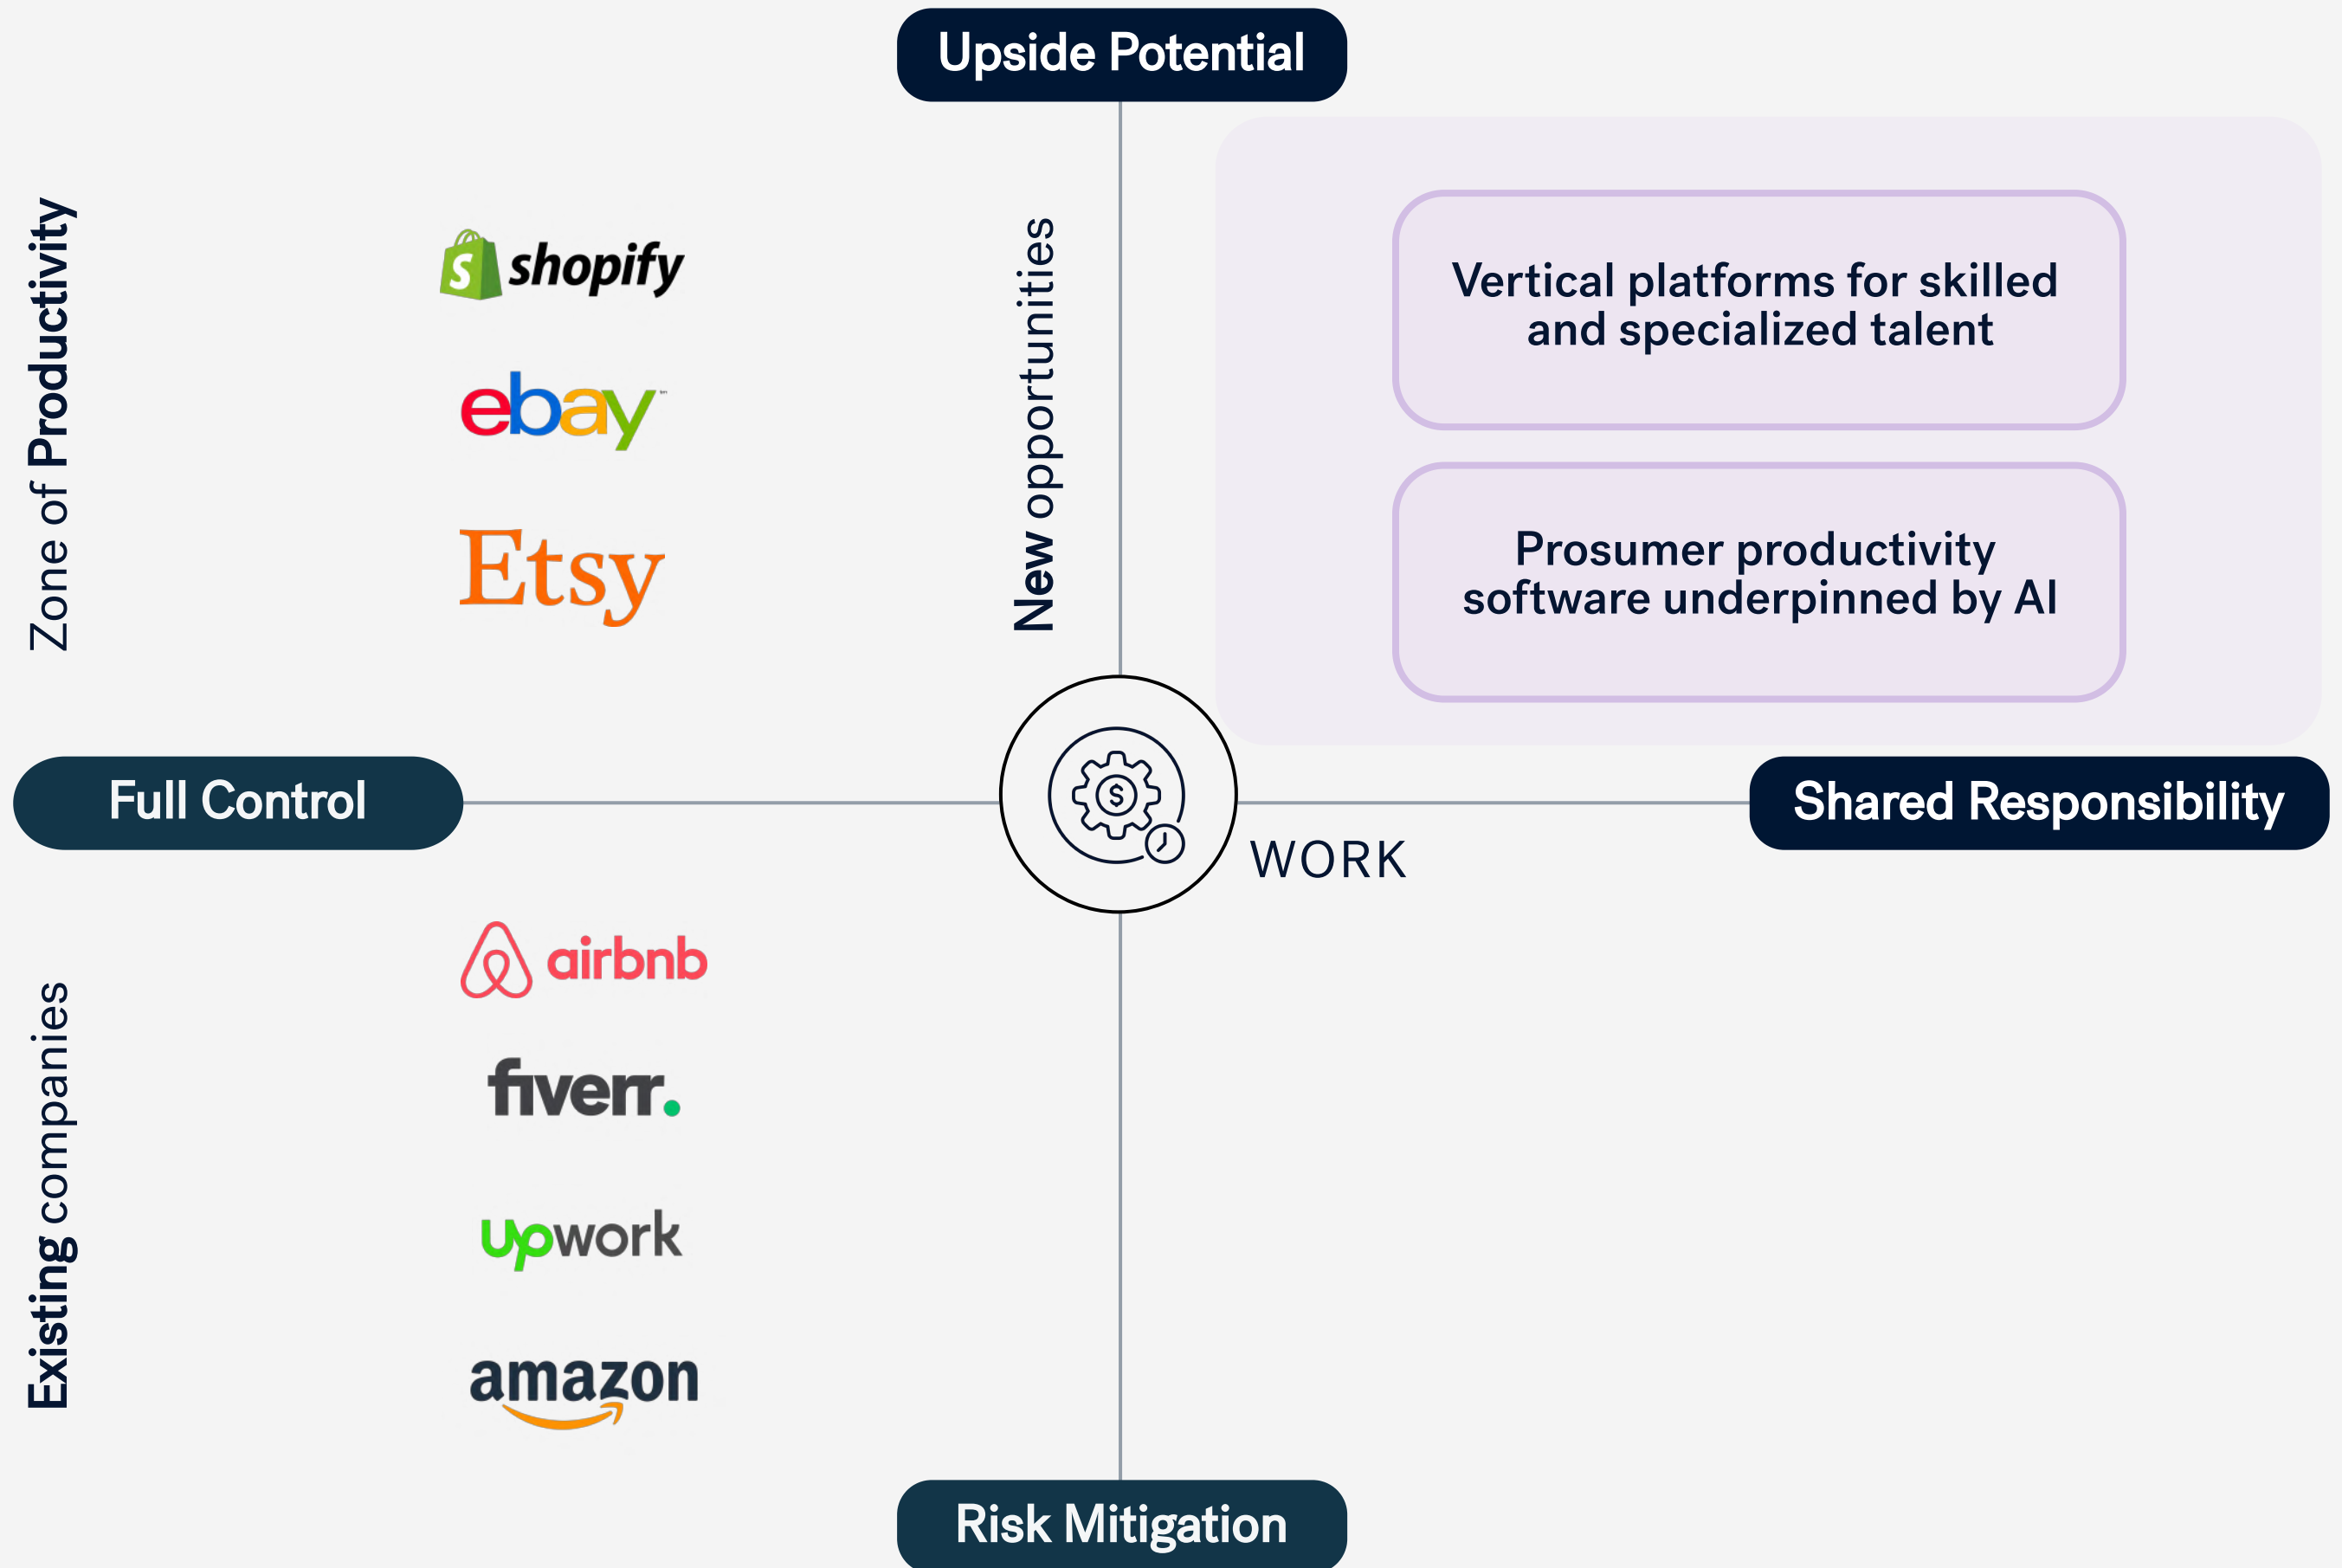 Upside Potential
Zone of Productivity
shopify
ebay
Etsy
New opportunities
Vertical platforms for skilled
and specialized talent
Prosumer productivity
software underpinned by AI
Full Control
$
Shared Responsibility
WORK
Existing companies
airbnb
fiverr.
upwork
amazon
Risk Mitigation